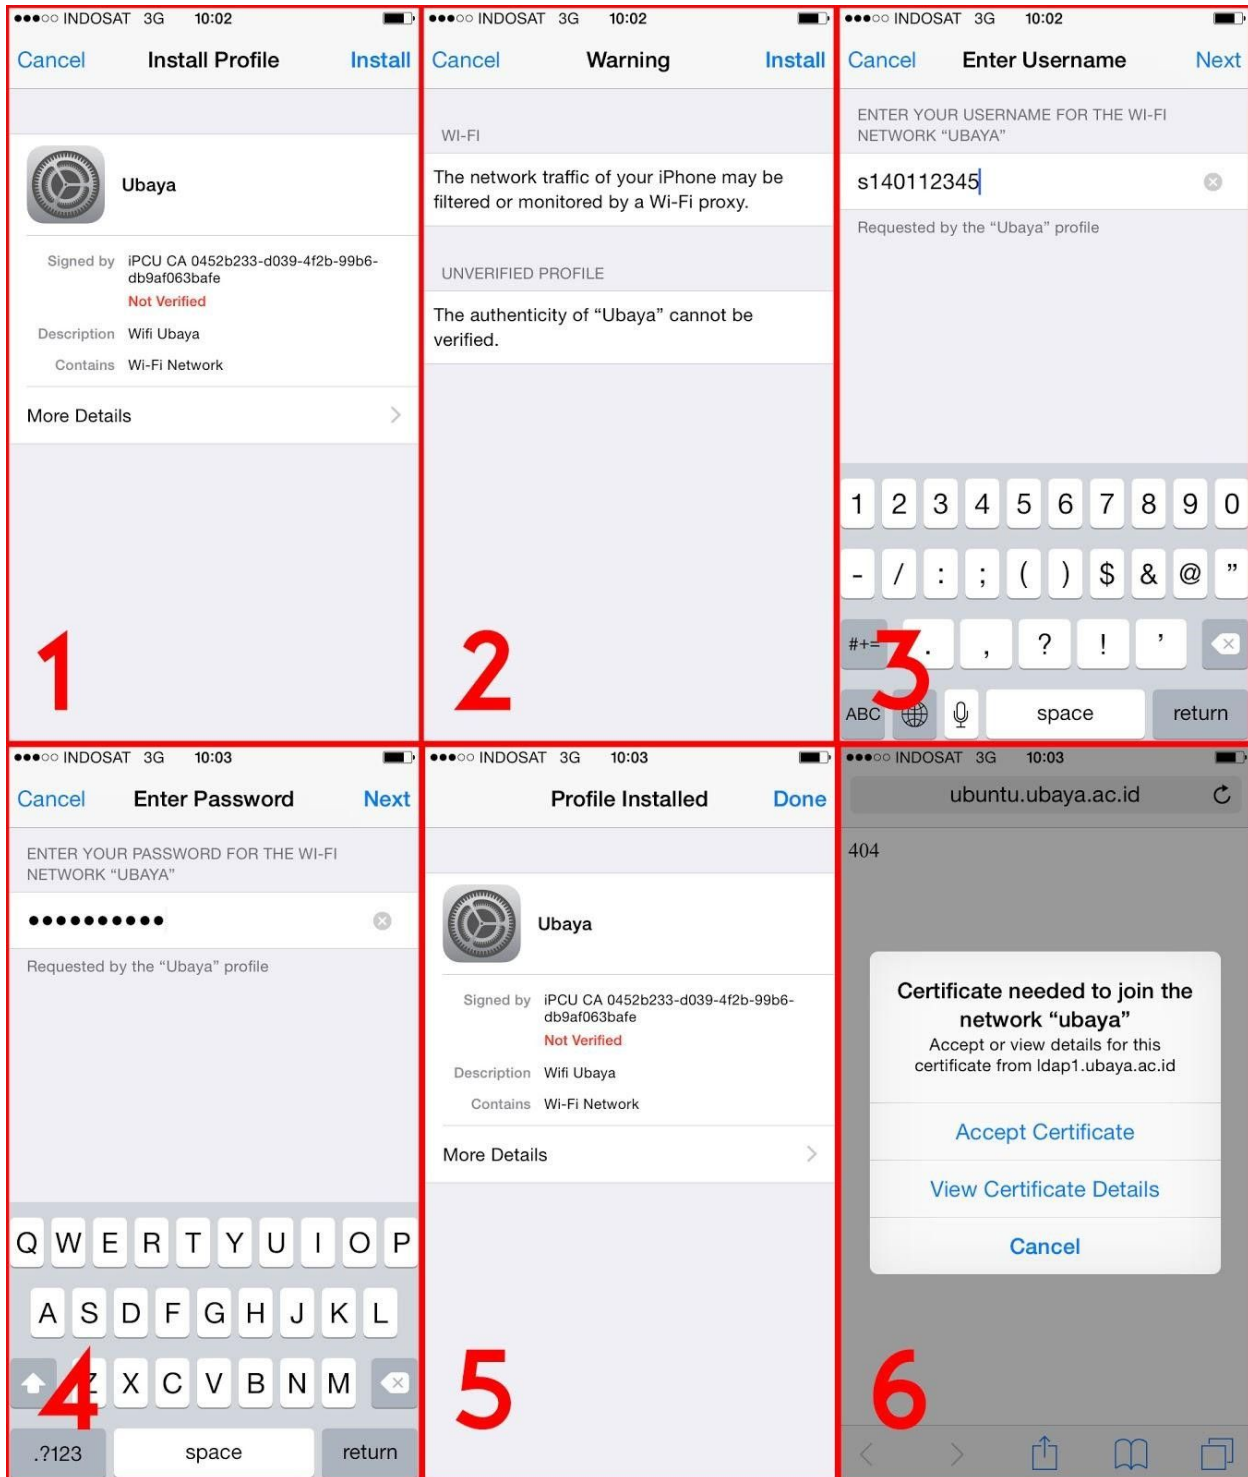 INDOSAT 3G 10:02
Cancel Install Profile Install
Ubaya
Signed by iPCU CA 0452b233-d039-4f2b-99b6-
db9af063bafe
Not Verified
Description Wifi Ubaya
Contains Wi-Fi Network
More Details
1
INDOSAT 3G 10:02
Cancel Warning Install
WI-FI
The network traffic of your iPhone may be
filtered or monitored by a Wi-Fi proxy.
UNVERIFIED PROFILE
The authenticity of “Ubaya” cannot be
verified.
2
INDOSAT 3G 10:02
Cancel Enter Username Next
ENTER YOUR USERNAME FOR THE WI-FI
NETWORK “UBAYA”
s140112345
Requested by the “Ubaya” profile
1 2 3 4 5 6 7 8 9 0
- / : ; ( ) $ & @ ”
#+= . , ? ! ’
ABC space return
3
INDOSAT 3G 10:03
Cancel Enter Password Next
ENTER YOUR PASSWORD FOR THE WI-FI
NETWORK “UBAYA”
••••••••••
Requested by the “Ubaya” profile
Q W E R T Y U I O P
A S D F G H J K L
Z X C V B N M
.?123 space return
4
INDOSAT 3G 10:03
Profile Installed Done
Ubaya
Signed by iPCU CA 0452b233-d039-4f2b-99b6-
db9af063bafe
Not Verified
Description Wifi Ubaya
Contains Wi-Fi Network
More Details
5
INDOSAT 3G 10:03
ubuntu.ubaya.ac.id
404
Certificate needed to join the
network “ubaya”
Accept or view details for this
certificate from ldap1.ubaya.ac.id
Accept Certificate
View Certificate Details
Cancel
6